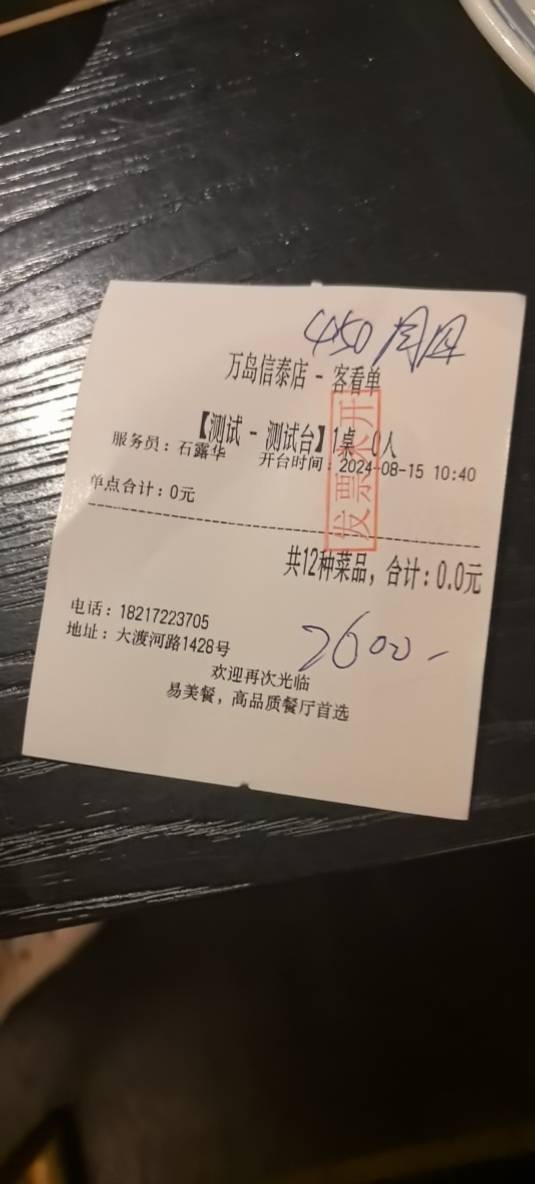 450 周四
万岛信泰店 - 客看单
【测试 - 测试台】1桌 0人
服务员：石露华 开台时间：2024-08-15 10:40
单点合计：0元
发票未开
共12种菜品，合计：0.0元
2600-
电话：18217223705
地址：大渡河路1428号
欢迎再次光临
易美餐，高品质餐厅首选